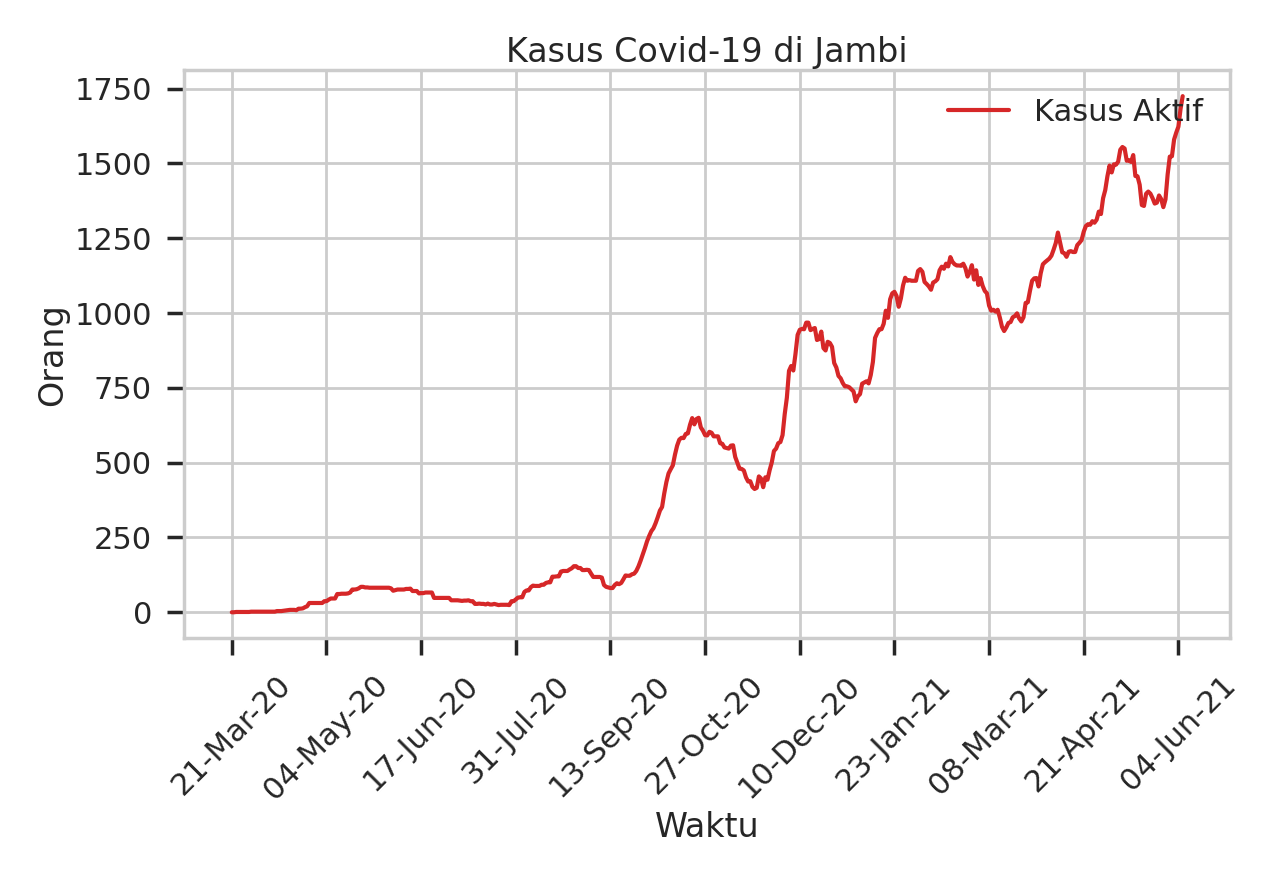 Kasus Covid-19 di Jambi
Kasus Aktif
1750
1500
1250
1000
750
500
250
0
Orang
21-Mar-20
04-May-20
17-Jun-20
31-Jul-20
13-Sep-20
27-Oct-20
10-Dec-20
23-Jan-21
08-Mar-21
21-Apr-21
04-Jun-21
Waktu